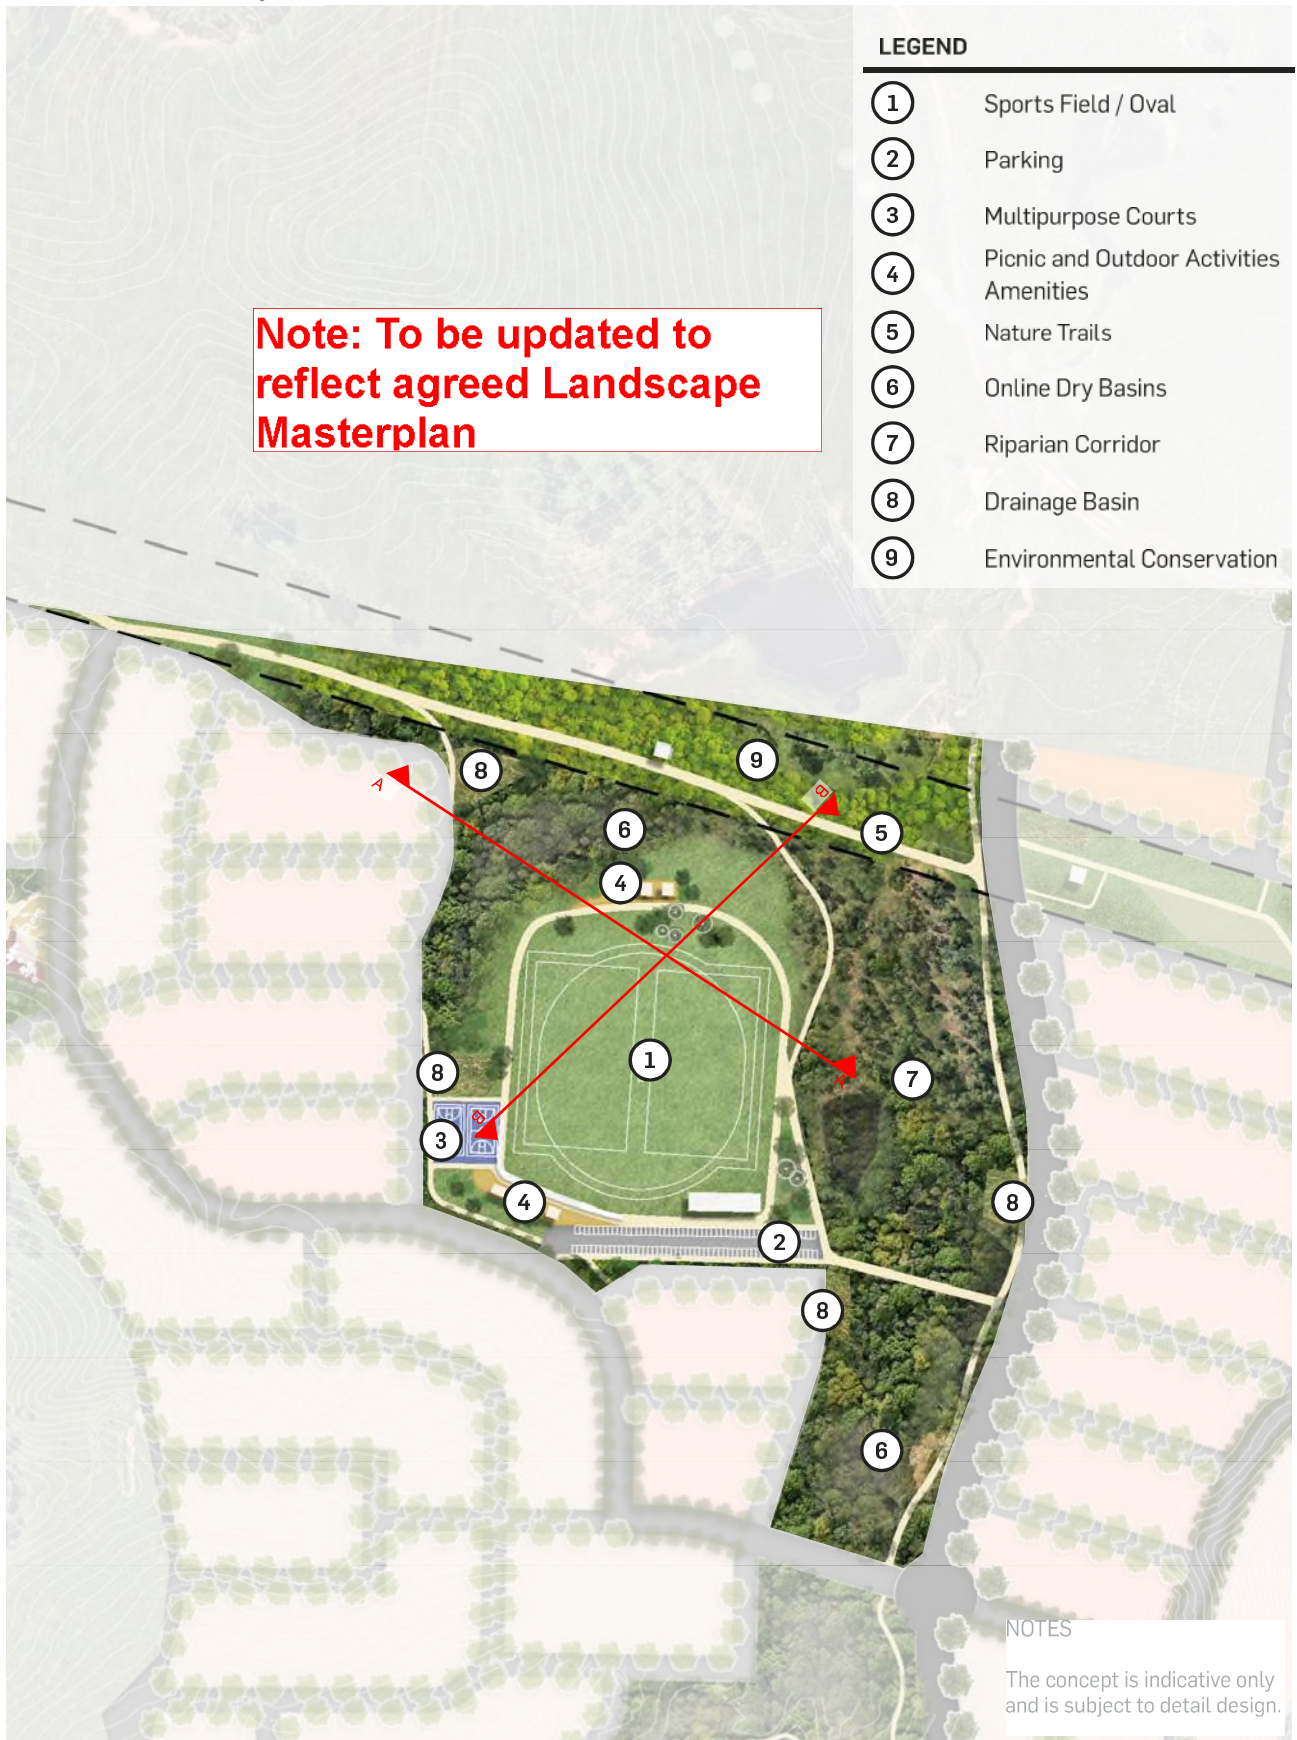 LEGEND
1 Sports Field / Oval
2 Parking
3 Multipurpose Courts
4 Picnic and Outdoor Activities
Amenities
5 Nature Trails
6 Online Dry Basins
7 Riparian Corridor
8 Drainage Basin
9 Environmental Conservation
Note: To be updated to
reflect agreed Landscape
Masterplan
9
8
A
B
6
5
4
1
8
7
A'
B
3
4
8
2
8
6
NOTES
The concept is indicative only
and is subject to detail design.